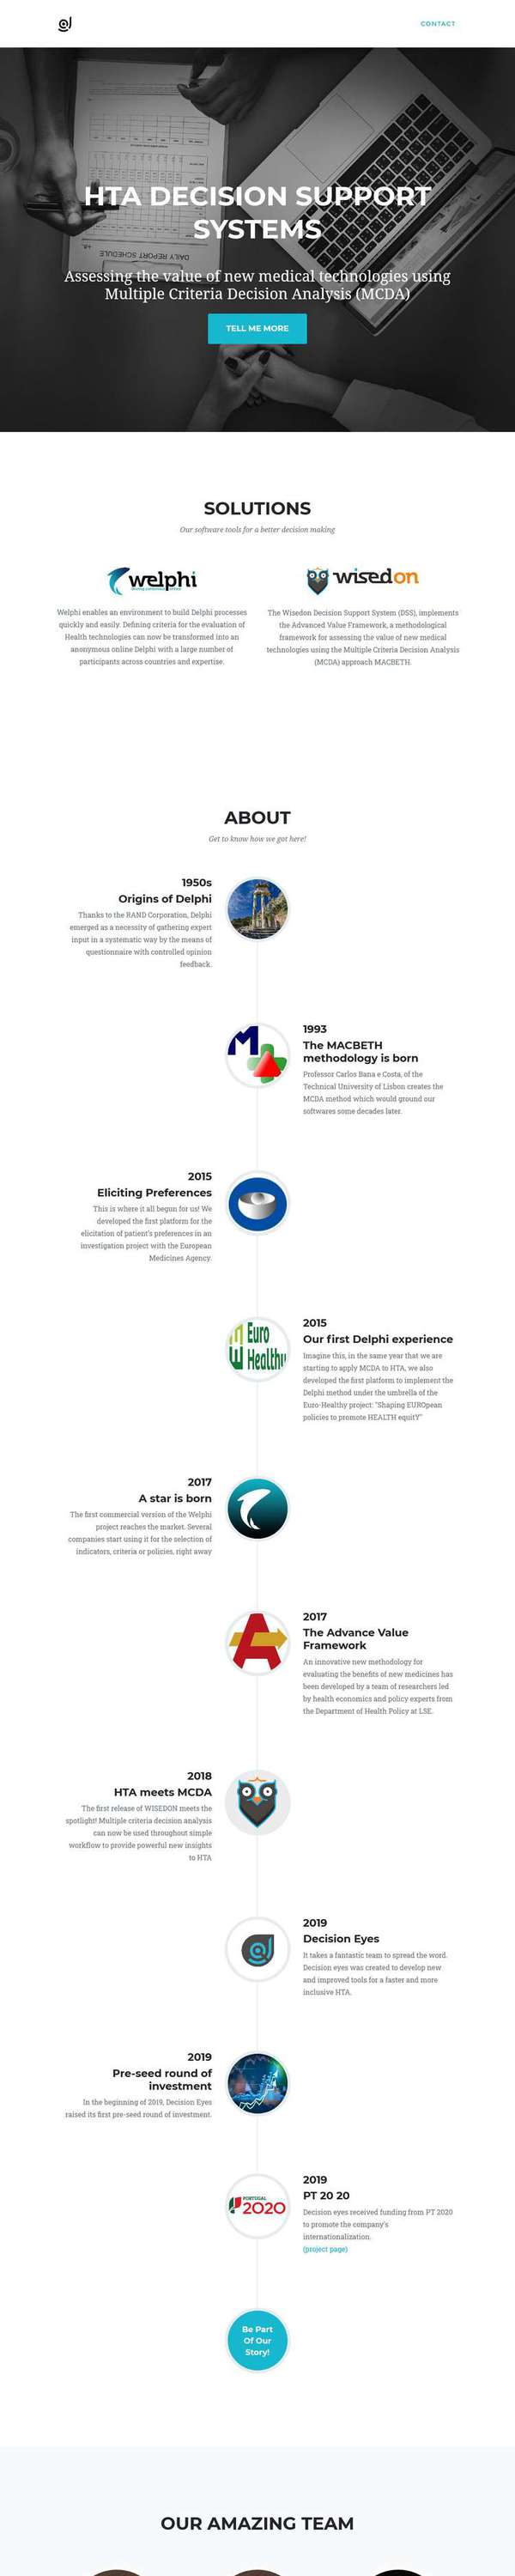 CONTACT
HTA DECISION SUPPORT
SYSTEMS
Assessing the value of new medical technologies using
Multiple Criteria Decision Analysis (MCDA)
TELL ME MORE
DAILY REPORT SCHEDULE
SOLUTIONS
Our software tools for a better decision making
welphi
Welphi enables an environment to build Delphi processes
quickly and easily. Defining criteria for the evaluation of
Health technologies can now be transformed into an
anonymous online Delphi with a large number of
participants across countries and expertise.
wisedon
The Wisedon Decision Support System (DSS), implements
the Advanced Value Framework, a methodological
framework for assessing the value of new medical
technologies using the Multiple Criteria Decision Analysis
(MCDA) approach MACBETH.
ABOUT
Get to know how we got here!
1950s
Origins of Delphi
Thanks to the RAND Corporation, Delphi
emerged as a necessity of gathering expert
input in a systematic way by the means of
questionnaire with controlled opinion
feedback.
1993
The MACBETH
methodology is born
Professor Carlos Bana e Costa, of the
Technical University of Lisbon creates the
MCDA method which would ground our
softwares some decades later.
2015
Eliciting Preferences
This is where it all begun for us! We
developed the first platform for the
elicitation of patient's preferences in an
investigation project with the European
Medicines Agency.
Euro
Healthy
2015
Our first Delphi experience
Imagine this, in the same year that we are
starting to apply MCDA to HTA, we also
developed the first platform to implement the
Delphi method under the umbrella of the
Euro-Healthy project: "Shaping EUROpean
policies to promote HEALTH equitY"
2017
A star is born
The first commercial version of the Welphi
project reaches the market. Several
companies start using it for the selection of
indicators, criteria or policies, right away
2017
The Advance Value
Framework
An innovative new methodology for
evaluating the benefits of new medicines has
been developed by a team of researchers led
by health economics and policy experts from
the Department of Health Policy at LSE.
2018
HTA meets MCDA
The first release of WISEDON meets the
spotlight! Multiple criteria decision analysis
can now be used throughout simple
workflow to provide powerful new insights
to HTA
2019
Decision Eyes
It takes a fantastic team to spread the word.
Decision eyes was created to develop new
and improved tools for a faster and more
inclusive HTA.
2019
Pre-seed round of
investment
In the beginning of 2019, Decision Eyes
raised its first pre-seed round of investment.
PORTUGAL
2020
2019
PT 20 20
Decision eyes received funding from PT 2020
to promote the company's
internationalization.
(project page)
Be Part
Of Our
Story!
OUR AMAZING TEAM